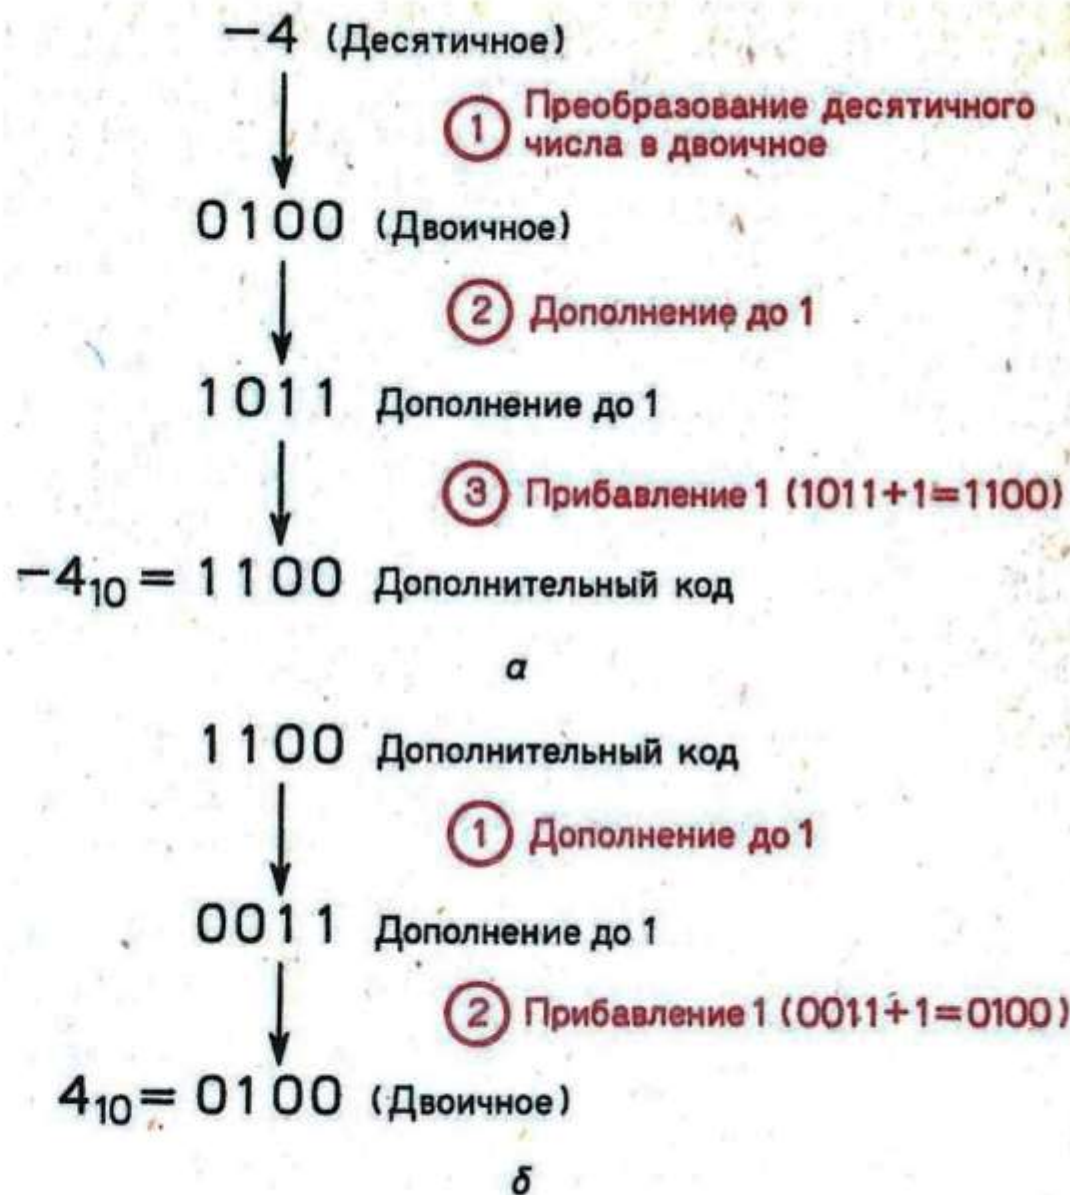 −4 (Десятичное)
① Преобразование десятичного
числа в двоичное
0100 (Двоичное)
② Дополнение до 1
1011 Дополнение до 1
③ Прибавление 1 (1011+1=1100)
−4₁₀ = 1100 Дополнительный код
а
1100 Дополнительный код
① Дополнение до 1
0011 Дополнение до 1
② Прибавление 1 (0011+1=0100)
4₁₀ = 0100 (Двоичное)
б